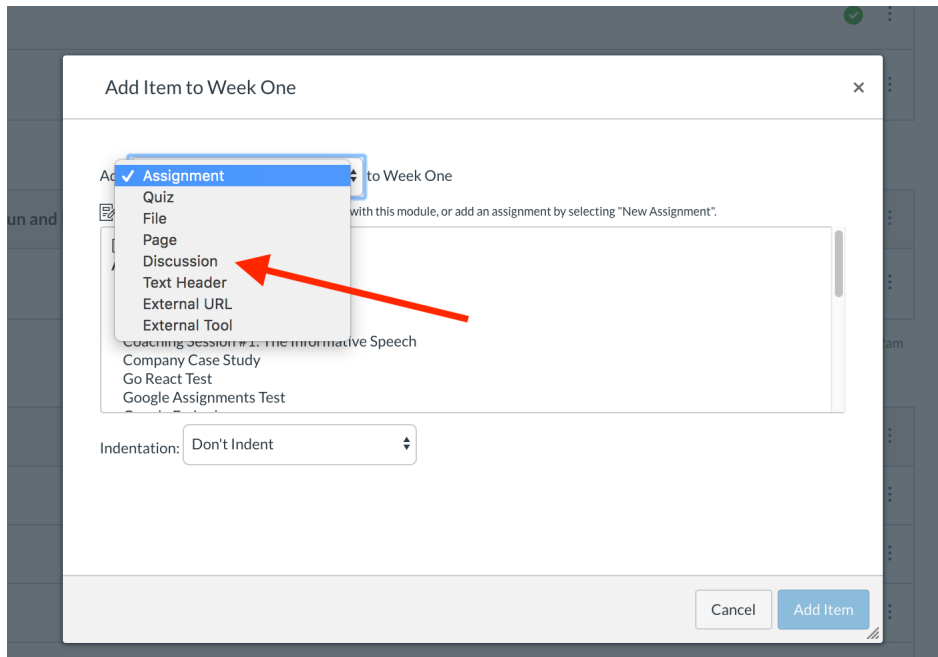 Add Item to Week One
×
✓ Assignment
to Week One
Quiz
with this module, or add an assignment by selecting "New Assignment".
File
un and
Page
Discussion
Text Header
External URL
External Tool
Coaching Session #1: The Informative Speech
Company Case Study
Go React Test
Google Assignments Test
Indentation: Don't Indent
Cancel
Add Item